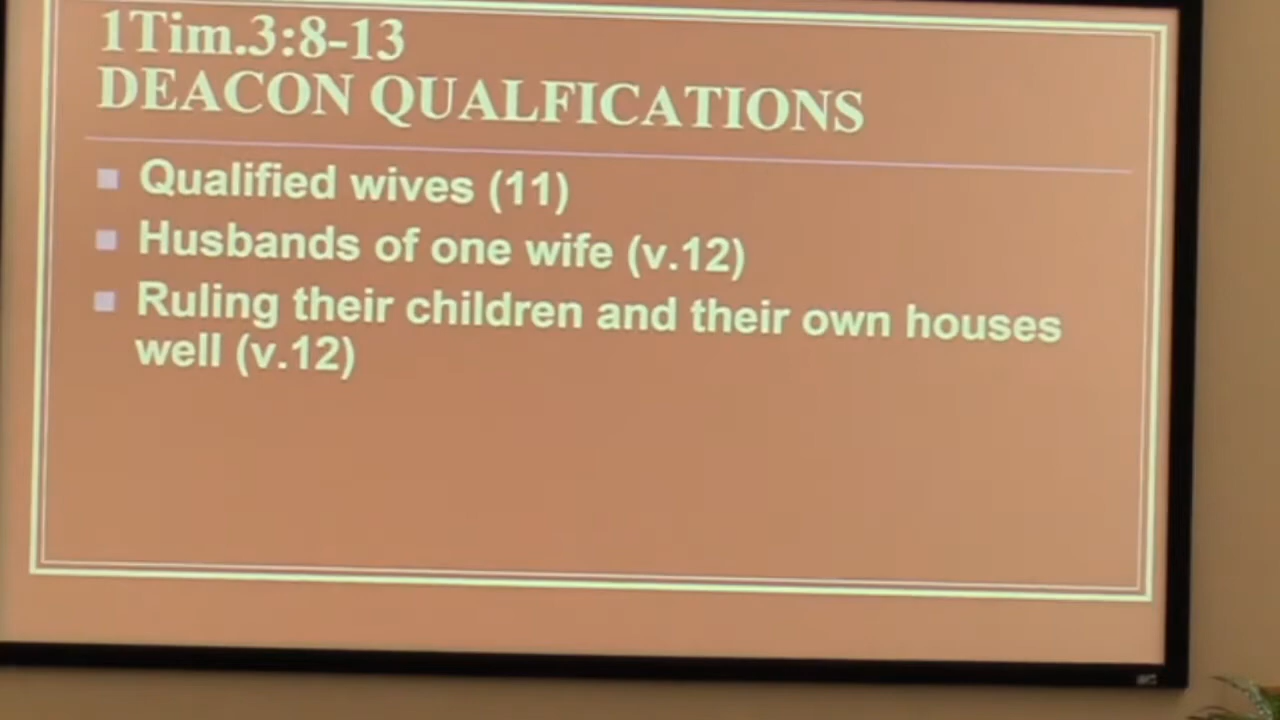 1Tim.3:8-13
DEACON QUALFICATIONS
Qualified wives (11)
Husbands of one wife (v.12)
Ruling their children and their own houses
well (v.12)